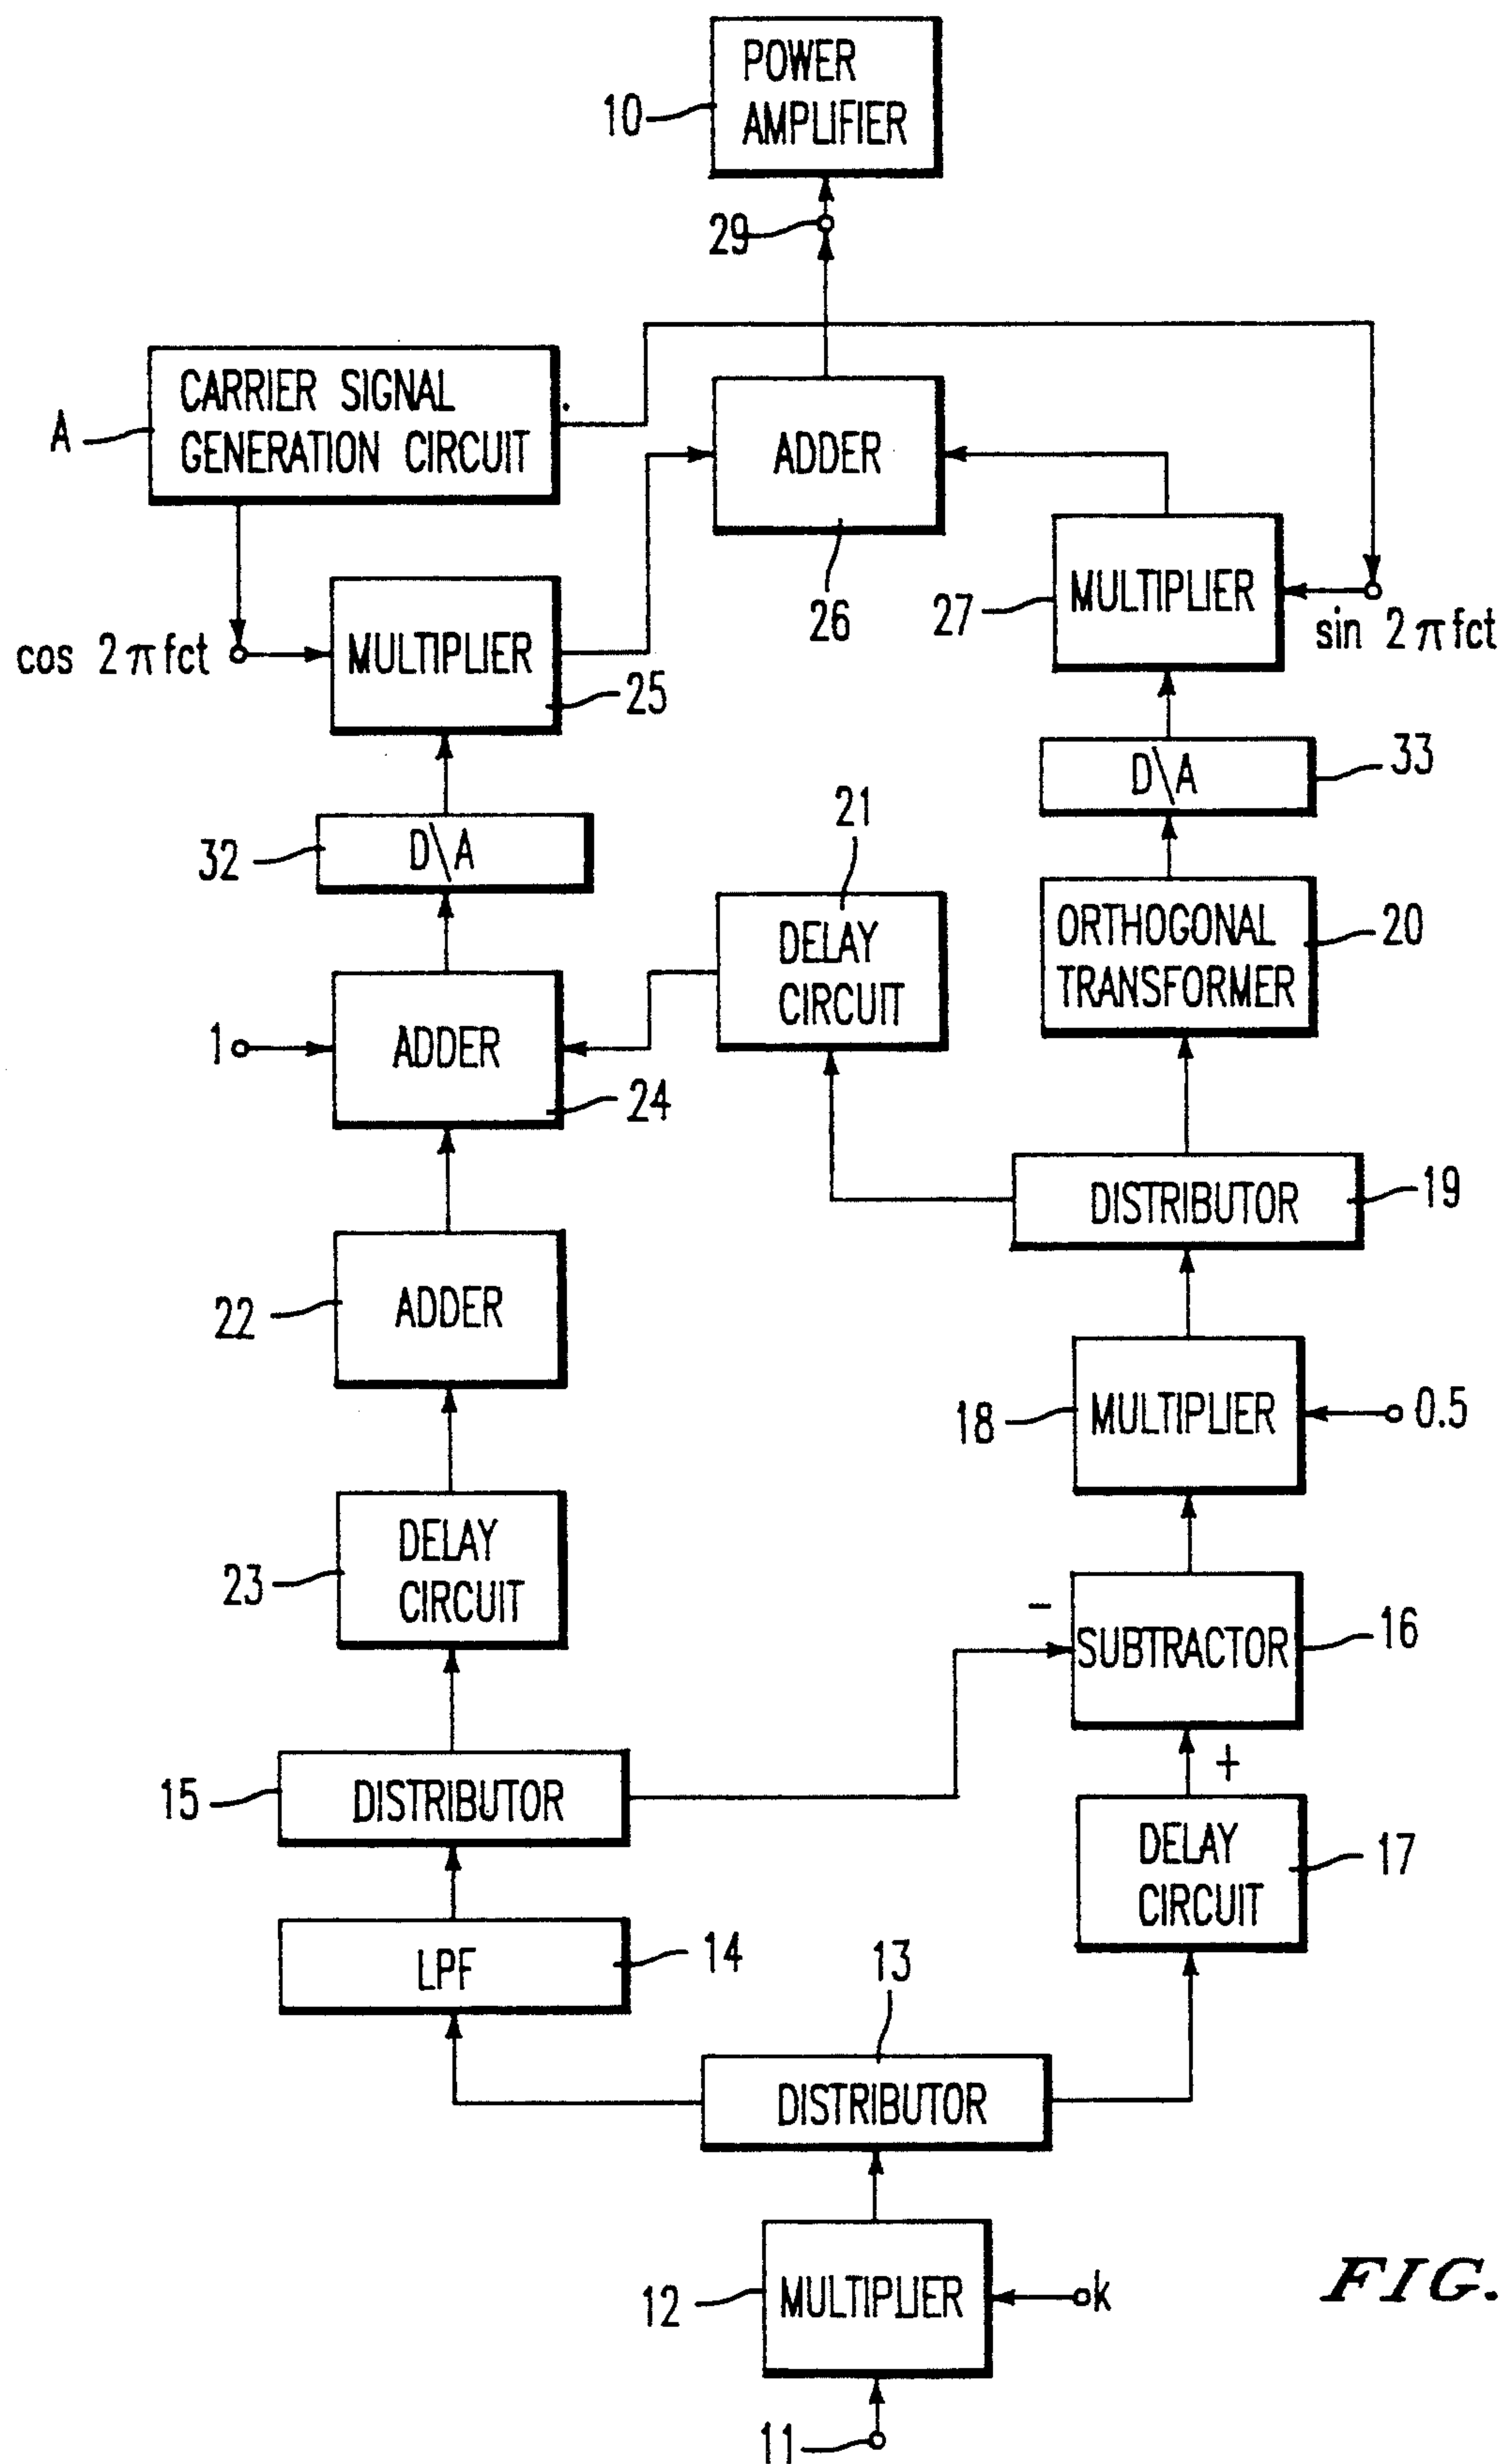 POWER
AMPLIFIER
10
29
CARRIER SIGNAL
GENERATION CIRCUIT
A
ADDER
26
MULTIPLIER
27
sin 2πfct
cos 2πfct
MULTIPLIER
25
D\A
33
D\A
32
21
DELAY
CIRCUIT
ORTHOGONAL
TRANSFORMER
20
1
ADDER
24
DISTRIBUTOR
19
ADDER
22
MULTIPLIER
18
0.5
DELAY
CIRCUIT
23
-
SUBTRACTOR
16
+
DISTRIBUTOR
15
DELAY
CIRCUIT
17
LPF
14
13
DISTRIBUTOR
MULTIPLIER
12
k
FIG.
11